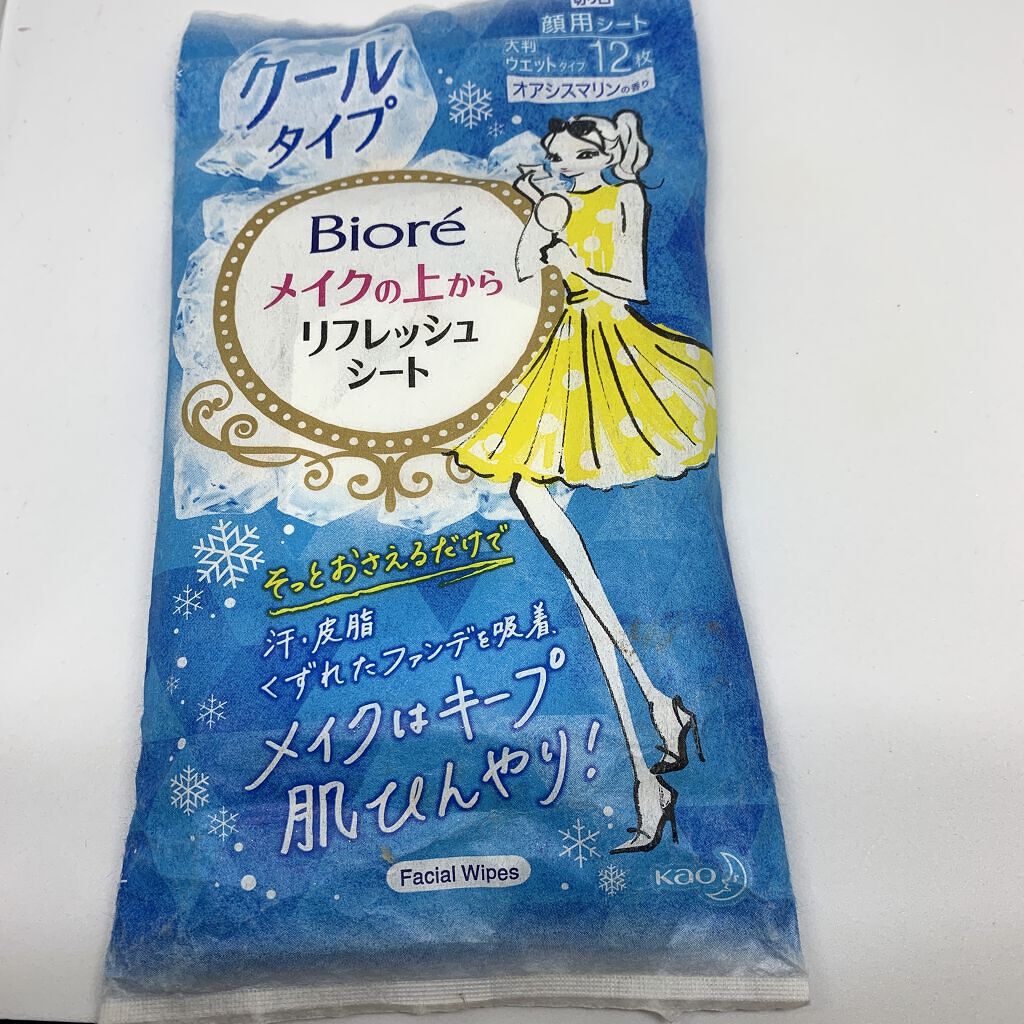 切り口
顔用シート
大判
ウエットタイプ 12枚
オアシスマリンの香り
クール
タイプ
Bioré
メイクの上から
リフレッシュ
シート
そっとおさえるだけで
汗・皮脂
くずれたファンデを吸着
メイクはキープ
肌ひんやり!
Facial Wipes
Kao